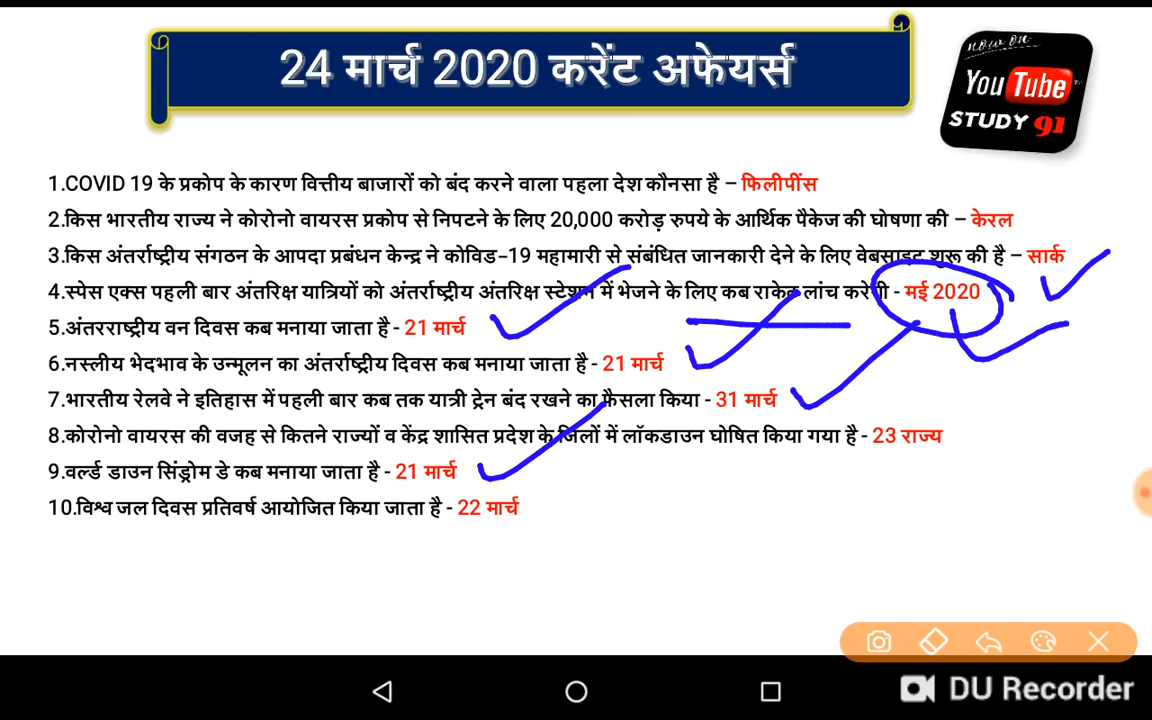 24 मार्च 2020 करेंट अफेयर्स
NOW ON
YouTube
STUDY 91
1.COVID 19 के प्रकोप के कारण वित्तीय बाजारों को बंद करने वाला पहला देश कौनसा है – फिलीपींस
2.किस भारतीय राज्य ने कोरोनो वायरस प्रकोप से निपटने के लिए 20,000 करोड़ रुपये के आर्थिक पैकेज की घोषणा की – केरल
3.किस अंतर्राष्ट्रीय संगठन के आपदा प्रबंधन केन्द्र ने कोविड-19 महामारी से संबंधित जानकारी देने के लिए वेबसाइट शुरू की है – सार्क
4.स्पेस एक्स पहली बार अंतरिक्ष यात्रियों को अंतर्राष्ट्रीय अंतरिक्ष स्टेशन में भेजने के लिए कब राकेट लांच करेगी - मई 2020
5.अंतरराष्ट्रीय वन दिवस कब मनाया जाता है - 21 मार्च
6.नस्लीय भेदभाव के उन्मूलन का अंतर्राष्ट्रीय दिवस कब मनाया जाता है - 21 मार्च
7.भारतीय रेलवे ने इतिहास में पहली बार कब तक यात्री ट्रेन बंद रखने का फ़ैसला किया - 31 मार्च
8.कोरोनो वायरस की वजह से कितने राज्यों व केंद्र शासित प्रदेश के जिलों में लॉकडाउन घोषित किया गया है - 23 राज्य
9.वर्ल्ड डाउन सिंड्रोम डे कब मनाया जाता है - 21 मार्च
10.विश्व जल दिवस प्रतिवर्ष आयोजित किया जाता है - 22 मार्च
DU Recorder